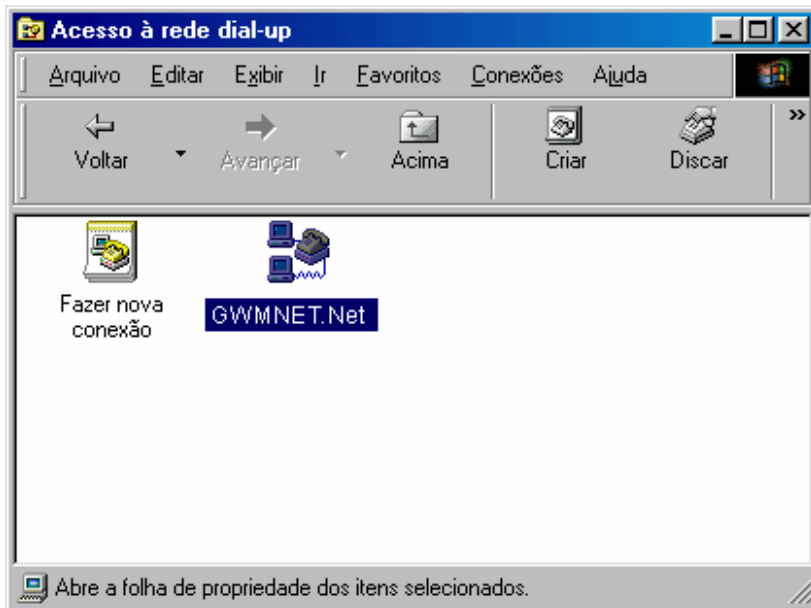 Acesso à rede dial-up
Arquivo Editar Exibir Ir Favoritos Conexões Ajuda
Voltar Avançar Acima Criar Discar »
Fazer nova
conexão
GWMNET.Net
Abre a folha de propriedade dos itens selecionados.